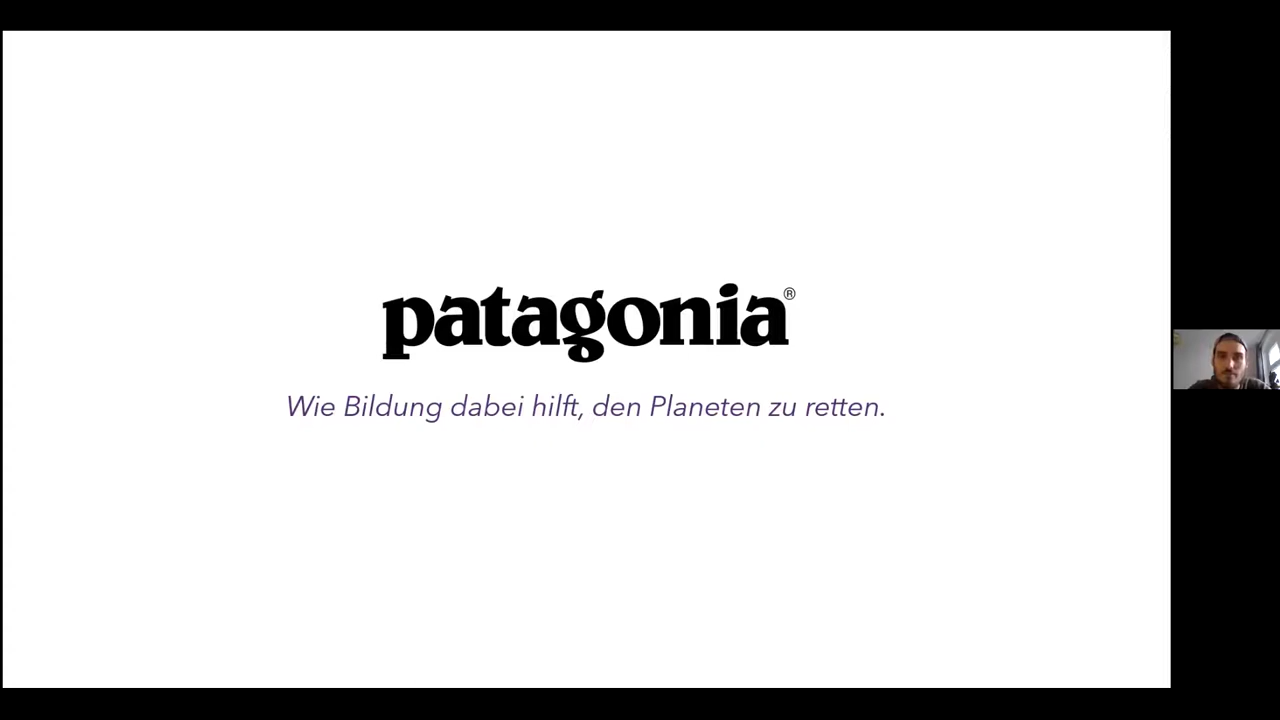 patagonia®
Wie Bildung dabei hilft, den Planeten zu retten.